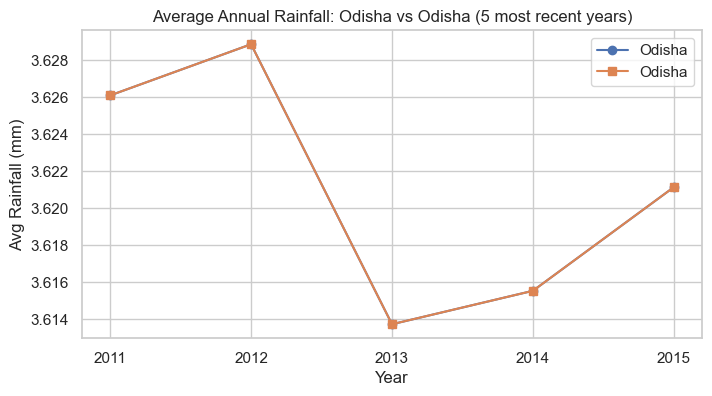 Average Annual Rainfall: Odisha vs Odisha (5 most recent years)
Odisha
Odisha
3.628
3.626
3.624
3.622
3.620
3.618
3.616
3.614
Avg Rainfall (mm)
2011 2012 2013 2014 2015
Year